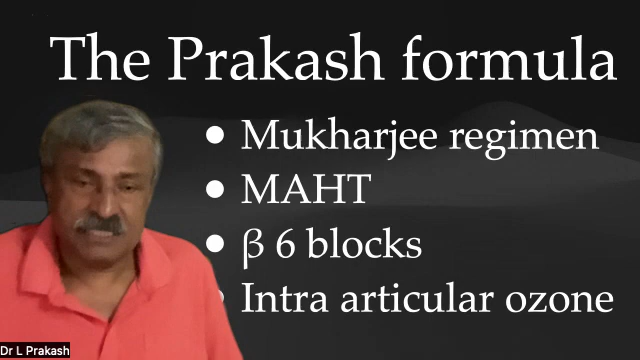 The Prakash formula
• Mukharjee regimen
• MAHT
• β 6 blocks
• Intra articular ozone
Dr L Prakash